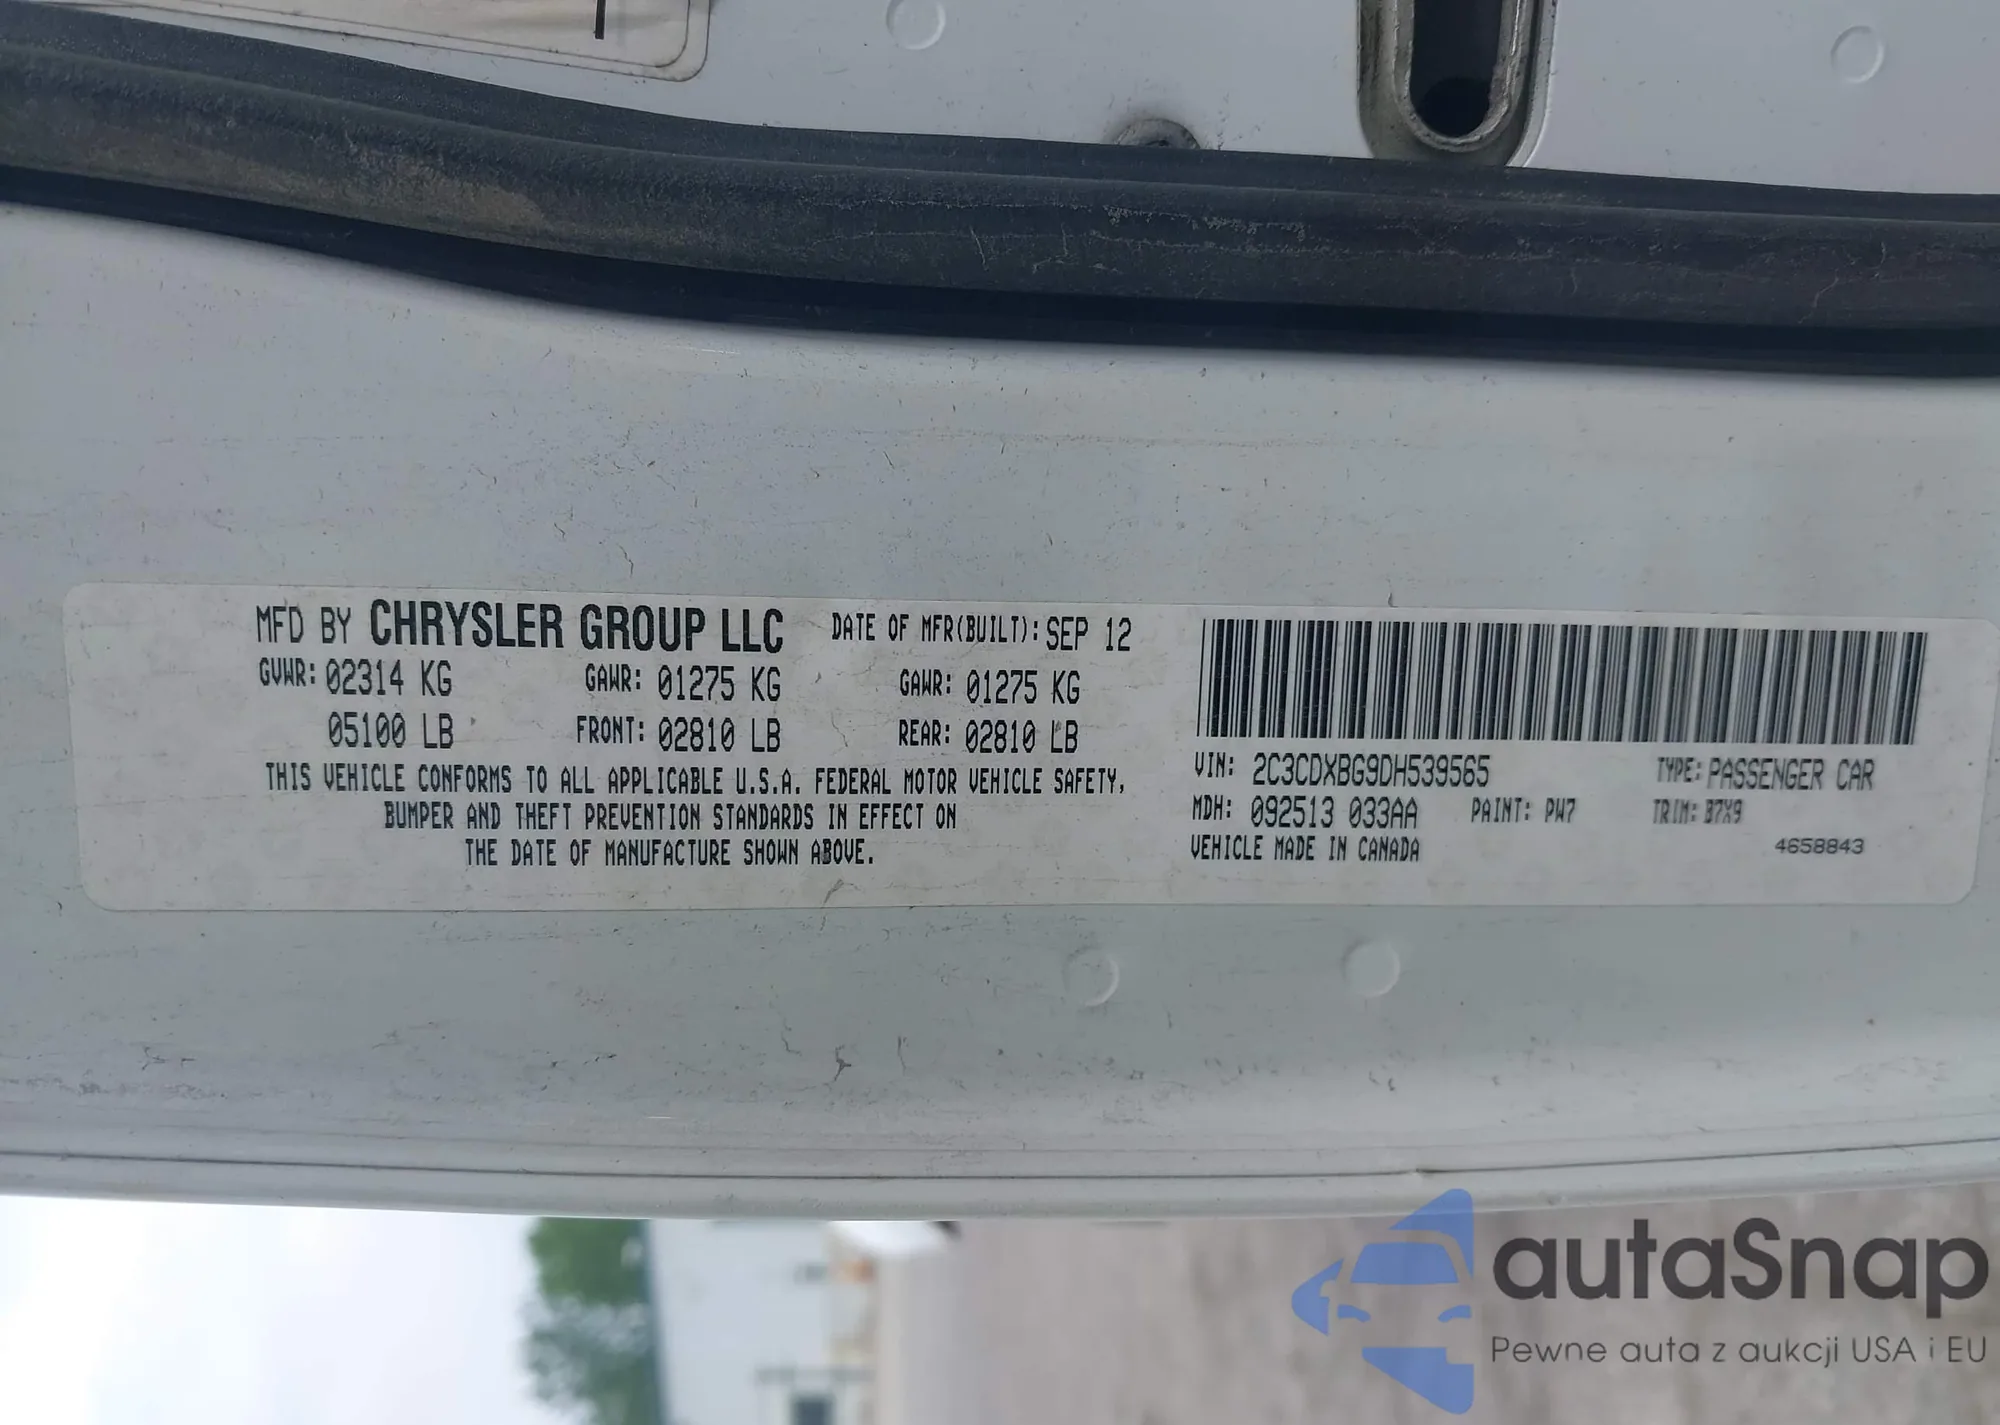 MFD BY CHRYSLER GROUP LLC DATE OF MFR(BUILT): SEP 12
GVWR: 02314 KG GAWR: 01275 KG GAWR: 01275 KG
05100 LB FRONT: 02810 LB REAR: 02810 LB
THIS VEHICLE CONFORMS TO ALL APPLICABLE U.S.A. FEDERAL MOTOR VEHICLE SAFETY,
BUMPER AND THEFT PREVENTION STANDARDS IN EFFECT ON
THE DATE OF MANUFACTURE SHOWN ABOVE.
VIN: 2C3CDXBG9DH539565 TYPE: PASSENGER CAR
MDH: 092513 033AA PAINT: PW7 TRIM: B7X9
VEHICLE MADE IN CANADA 4658843
autaSnap
Pewne auta z aukcji USA i EU